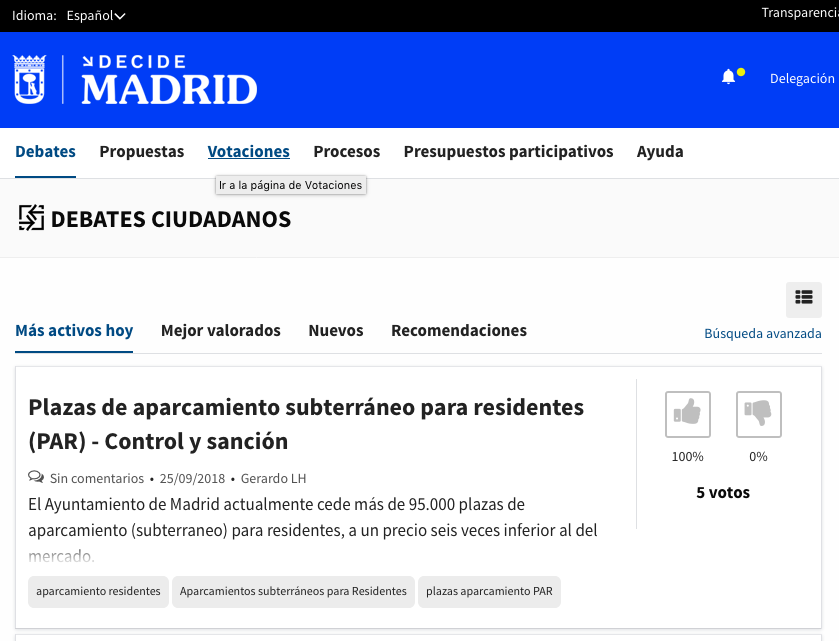 Idioma: Español
Transparencia
DECIDE
MADRID
Delegación
Debates Propuestas Votaciones Procesos Presupuestos participativos Ayuda
Ir a la página de Votaciones
DEBATES CIUDADANOS
Más activos hoy Mejor valorados Nuevos Recomendaciones
Búsqueda avanzada
Plazas de aparcamiento subterráneo para residentes
(PAR) - Control y sanción
Sin comentarios • 25/09/2018 • Gerardo LH
El Ayuntamiento de Madrid actualmente cede más de 95.000 plazas de
aparcamiento (subterraneo) para residentes, a un precio seis veces inferior al del
mercado.
aparcamiento residentes Aparcamientos subterráneos para Residentes plazas aparcamiento PAR
100% 0%
5 votos